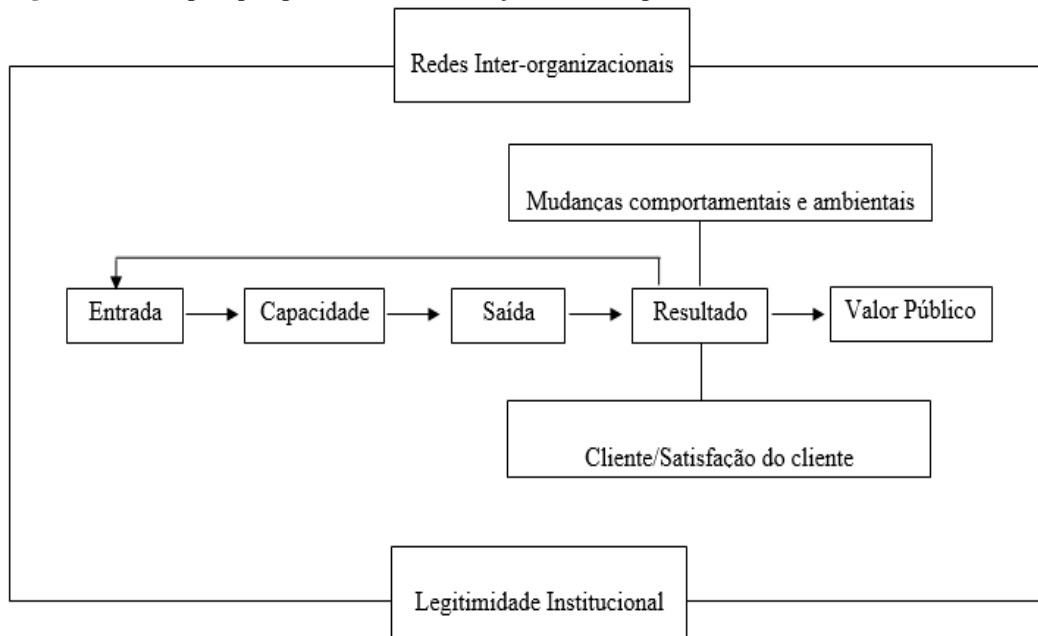 Redes Inter-organizacionais
Mudanças comportamentais e ambientais
Entrada
Capacidade
Saída
Resultado
Valor Público
Cliente/Satisfação do cliente
Legitimidade Institucional